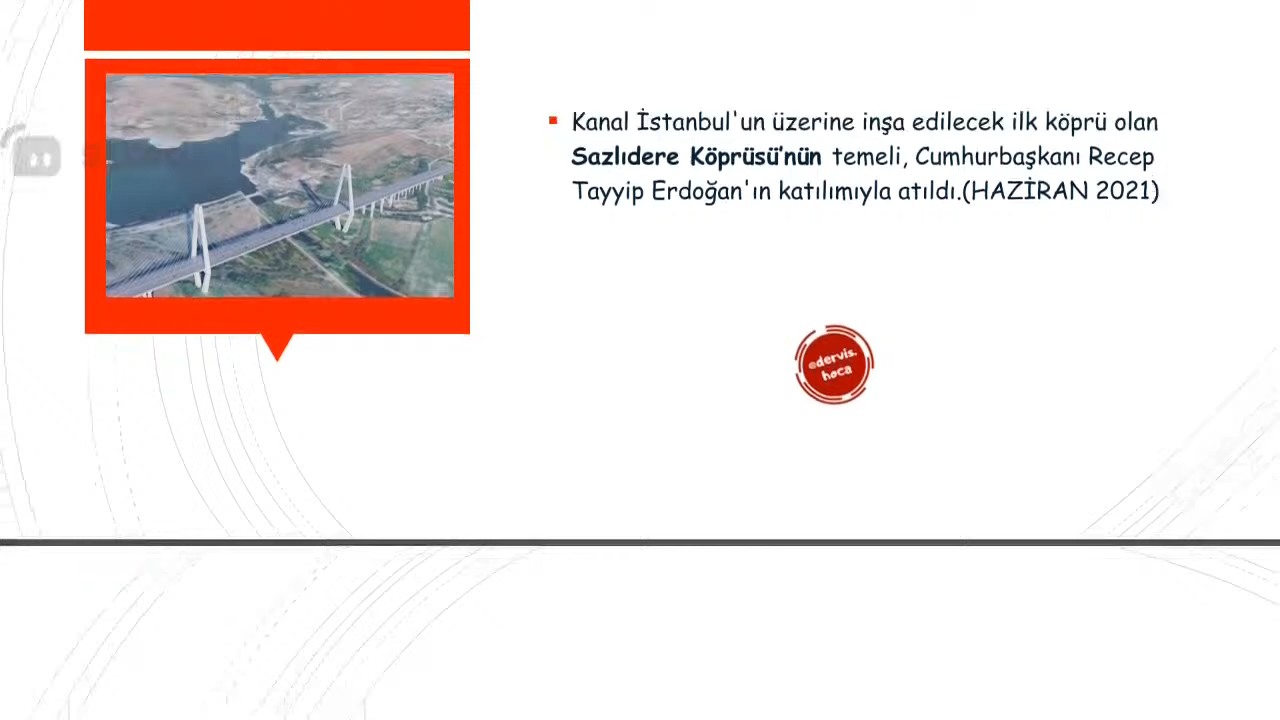 Kanal İstanbul'un üzerine inşa edilecek ilk köprü olan
Sazlıdere Köprüsü'nün temeli, Cumhurbaşkanı Recep
Tayyip Erdoğan'ın katılımıyla atıldı.(HAZİRAN 2021)
@dervis.
hoca